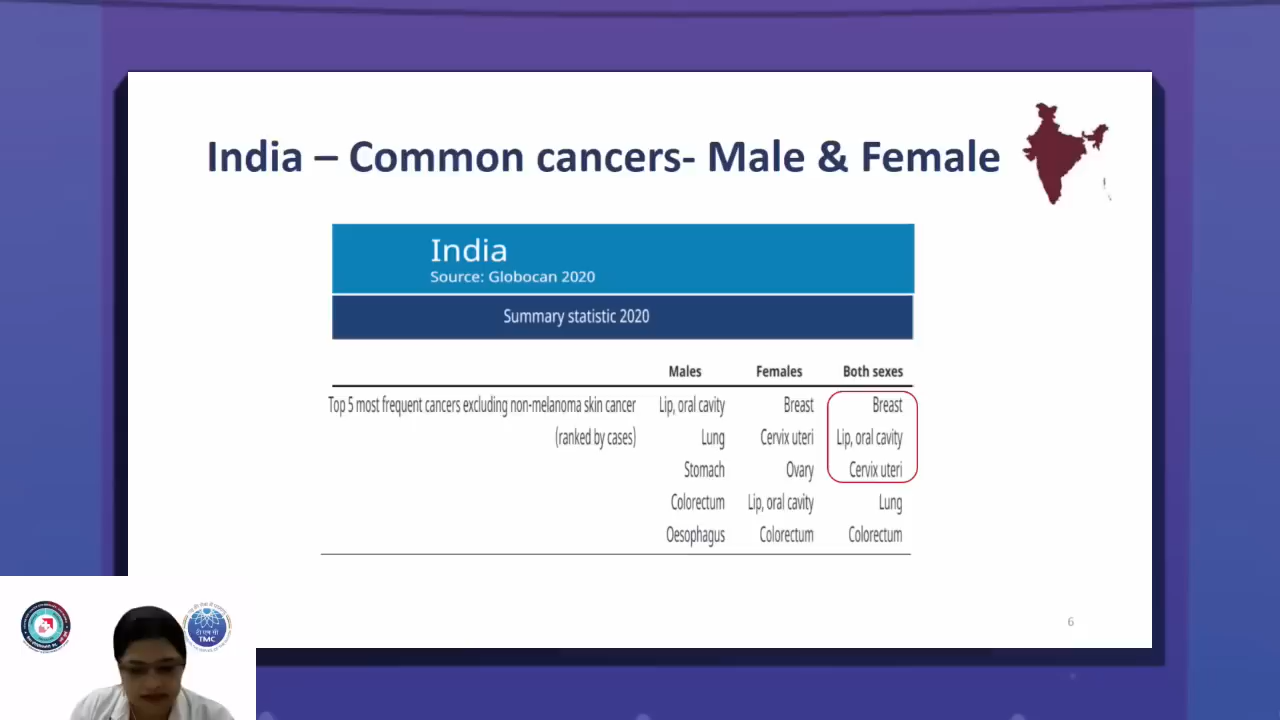 India – Common cancers- Male & Female
India
Source: Globocan 2020
Summary statistic 2020
Males Females Both sexes
Top 5 most frequent cancers excluding non-melanoma skin cancer Lip, oral cavity Breast Breast
(ranked by cases) Lung Cervix uteri Lip, oral cavity
Stomach Ovary Cervix uteri
Colorectum Lip, oral cavity Lung
Oesophagus Colorectum Colorectum
6
टी एम सी
TMC